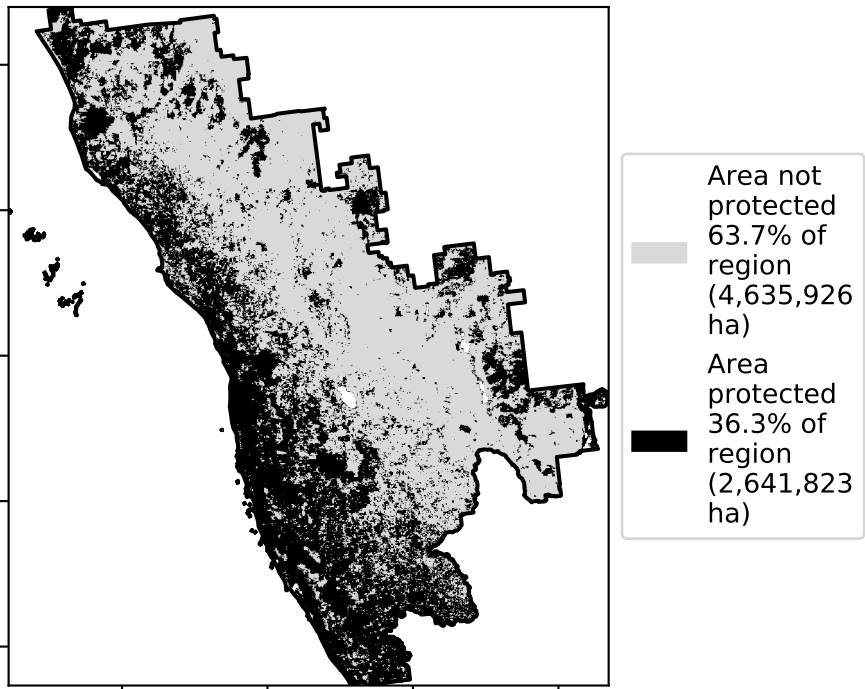 Area not
protected
63.7% of
region
(4,635,926
ha)
Area
protected
36.3% of
region
(2,641,823
ha)